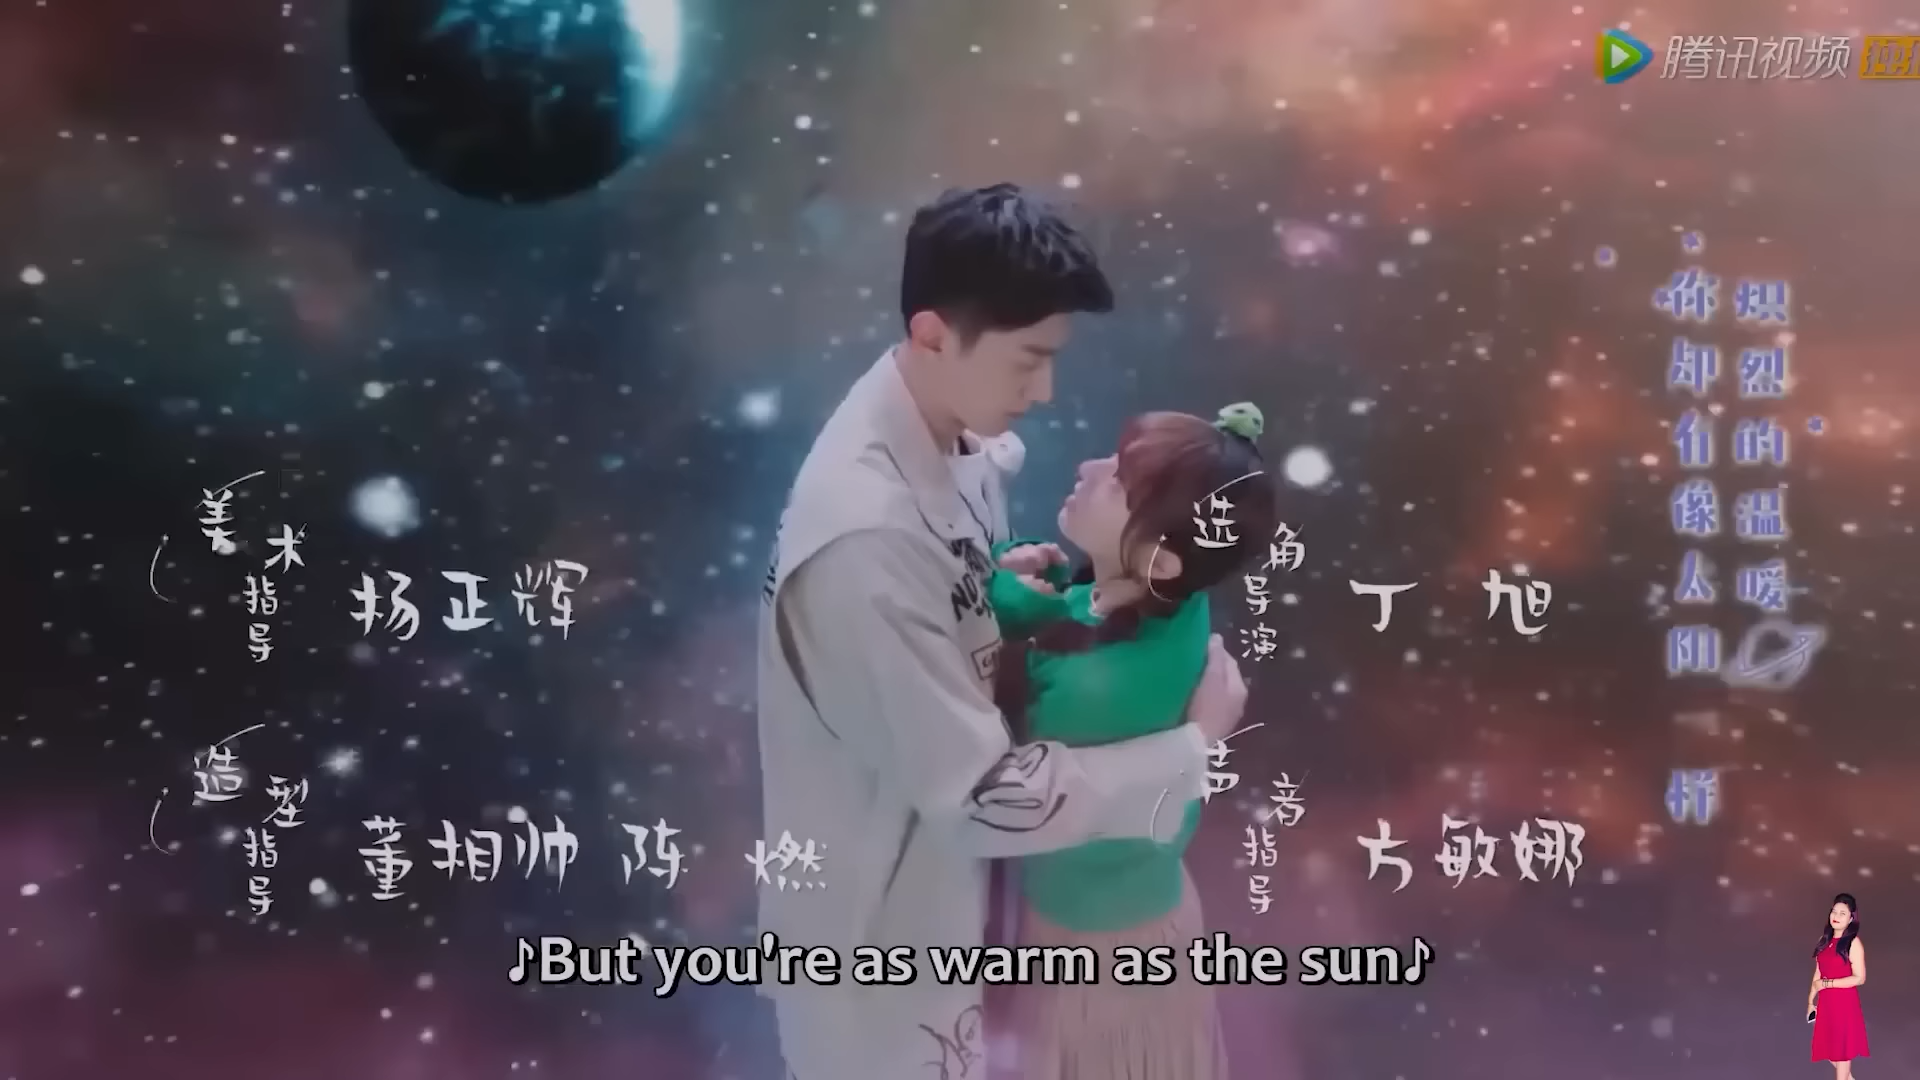 腾讯视频
你却有像太阳一样
炽烈的温暖
美术指导 杨正辉
选角导演 丁旭
造型指导 董相帅 陈燃
声音指导 方敏娜
♪But you're as warm as the sun♪